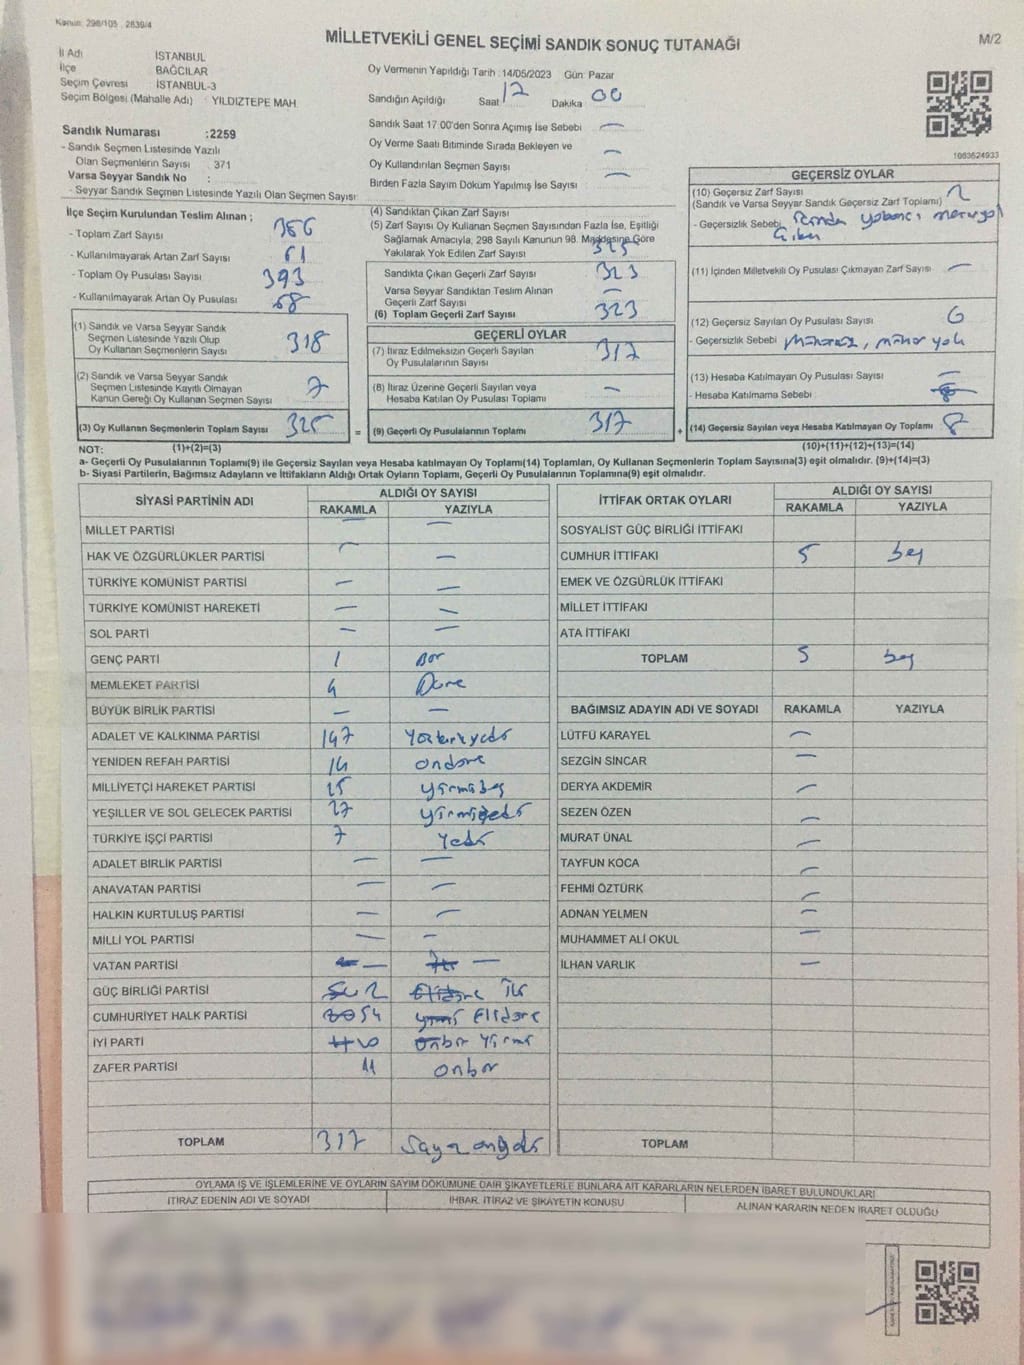 Kanun: 298/105 . 2839/4
MİLLETVEKİLİ GENEL SEÇİMİ SANDIK SONUÇ TUTANAĞI
M/2
İl Adı İSTANBUL
İlçe BAĞCILAR
Seçim Çevresi İSTANBUL-3
Seçim Bölgesi (Mahalle Adı) : YILDIZTEPE MAH
Oy Vermenin Yapıldığı Tarih : 14/05/2023 Gün: Pazar
Sandığın Açıldığı Saat 17 Dakika 00
Sandık Saat 17:00'den Sonra Açımış İse Sebebi —
Oy Verme Saati Bitiminde Sırada Bekleyen ve
Oy Kullandırılan Seçmen Sayısı —
Birden Fazla Sayım Döküm Yapılmış İse Sayısı —
1083624933
Sandık Numarası :2259
- Sandık Seçmen Listesinde Yazılı
Olan Seçmenlerin Sayısı : 371
Varsa Seyyar Sandık No :
- Seyyar Sandık Seçmen Listesinde Yazılı Olan Seçmen Sayısı
İlçe Seçim Kurulundan Teslim Alınan ;
- Toplam Zarf Sayısı 386
- Kullanılmayarak Artan Zarf Sayısı 61
- Toplam Oy Pusulası Sayısı 393
- Kullanılmayarak Artan Oy Pusulası 68
(1) Sandık ve Varsa Seyyar Sandık
Seçmen Listesinde Yazılı Olup
Oy Kullanan Seçmenlerin Sayısı 318
(2) Sandık ve Varsa Seyyar Sandık
Seçmen Listesinde Kayıtlı Olmayan
Kanun Gereği Oy Kullanan Seçmen Sayısı 7
(3) Oy Kullanan Seçmenlerin Toplam Sayısı 325
(4) Sandıktan Çıkan Zarf Sayısı
(5) Zarf Sayısı Oy Kullanan Seçmen Sayısından Fazla İse, Eşitliği
Sağlamak Amacıyla, 298 Sayılı Kanunun 98. Maddesine Göre
Yakılarak Yok Edilen Zarf Sayısı 325
Sandıkta Çıkan Geçerli Zarf Sayısı 323
Varsa Seyyar Sandıktan Teslim Alınan
Geçerli Zarf Sayısı —
(6) Toplam Geçerli Zarf Sayısı 323
GEÇERLİ OYLAR
(7) İtiraz Edilmeksizin Geçerli Sayılan
Oy Pusulalarının Sayısı 317
(8) İtiraz Üzerine Geçerli Sayılan veya
Hesaba Katılan Oy Pusulası Toplamı —
= (9) Geçerli Oy Pusulalarının Toplamı 317
GEÇERSİZ OYLAR
(10) Geçersiz Zarf Sayısı 2
(Sandık ve Varsa Seyyar Sandık Geçersiz Zarf Toplamı)
- Geçersizlik Sebebi içinden yabancı
(11) İçinden Milletvekili Oy Pusulası Çıkmayan Zarf Sayısı —
(12) Geçersiz Sayılan Oy Pusulası Sayısı 6
- Geçersizlik Sebebi mühürsüz, mühür yok
(13) Hesaba Katılmayan Oy Pusulası Sayısı —
- Hesaba Katılmama Sebebi
+ (14) Geçersiz Sayılan veya Hesaba Katılmayan Oy Toplamı 8
NOT: (1)+(2)=(3)
(10)+(11)+(12)+(13)=(14)
a- Geçerli Oy Pusulalarının Toplamı(9) ile Geçersiz Sayılan veya Hesaba katılmayan Oy Toplamı(14) Toplamları, Oy Kullanan Seçmenlerin Toplam Sayısına(3) eşit olmalıdır. (9)+(14)=(3)
b- Siyasi Partilerin, Bağımsız Adayların ve İttifakların Aldığı Ortak Oyların Toplamı, Geçerli Oy Pusulalarının Toplamına(9) eşit olmalıdır.
SİYASİ PARTİNİN ADI ALDIĞI OY SAYISI
RAKAMLA YAZIYLA
MİLLET PARTİSİ — —
HAK VE ÖZGÜRLÜKLER PARTİSİ — —
TÜRKİYE KOMÜNİST PARTİSİ — —
TÜRKİYE KOMÜNİST HAREKETİ — —
SOL PARTİ — —
GENÇ PARTİ 1 Bir
MEMLEKET PARTİSİ 4 Dört
BÜYÜK BİRLİK PARTİSİ — —
ADALET VE KALKINMA PARTİSİ 147 Yüzkırkyedi
YENİDEN REFAH PARTİSİ 14 ondört
MİLLİYETÇİ HAREKET PARTİSİ 25 yirmibeş
YEŞİLLER VE SOL GELECEK PARTİSİ 27 yirmiyedi
TÜRKİYE İŞÇİ PARTİSİ 7 Yedi
ADALET BİRLİK PARTİSİ — —
ANAVATAN PARTİSİ — —
HALKIN KURTULUŞ PARTİSİ — —
MİLLİ YOL PARTİSİ — —
VATAN PARTİSİ — —
GÜÇ BİRLİĞİ PARTİSİ 2 İki
CUMHURİYET HALK PARTİSİ 54 Ellidört
İYİ PARTİ 20 Yirmi
ZAFER PARTİSİ 11 onbir
TOPLAM 317 üçyüz onyedi
İTTİFAK ORTAK OYLARI ALDIĞI OY SAYISI
RAKAMLA YAZIYLA
SOSYALİST GÜÇ BİRLİĞİ İTTİFAKI
CUMHUR İTTİFAKI 5 beş
EMEK VE ÖZGÜRLÜK İTTİFAKI
MİLLET İTTİFAKI
ATA İTTİFAKI
TOPLAM 5 beş
BAĞIMSIZ ADAYIN ADI VE SOYADI RAKAMLA YAZIYLA
LÜTFÜ KARAYEL —
SEZGİN SİNCAR —
DERYA AKDEMİR —
SEZEN ÖZEN —
MURAT ÜNAL —
TAYFUN KOCA —
FEHMİ ÖZTÜRK —
ADNAN YELMEN —
MUHAMMET ALİ OKUL —
İLHAN VARLIK —
TOPLAM
OYLAMA İŞ VE İŞLEMLERİNE VE OYLARIN SAYIM DÖKÜMÜNE DAİR ŞİKAYETLERLE BUNLARA AİT KARARLARIN NELERDEN İBARET BULUNDUKLARI
İTİRAZ EDENİN ADI VE SOYADI İHBAR, İTİRAZ VE ŞİKAYETİN KONUSU ALINAN KARARIN NEDEN İBARET OLDUĞU